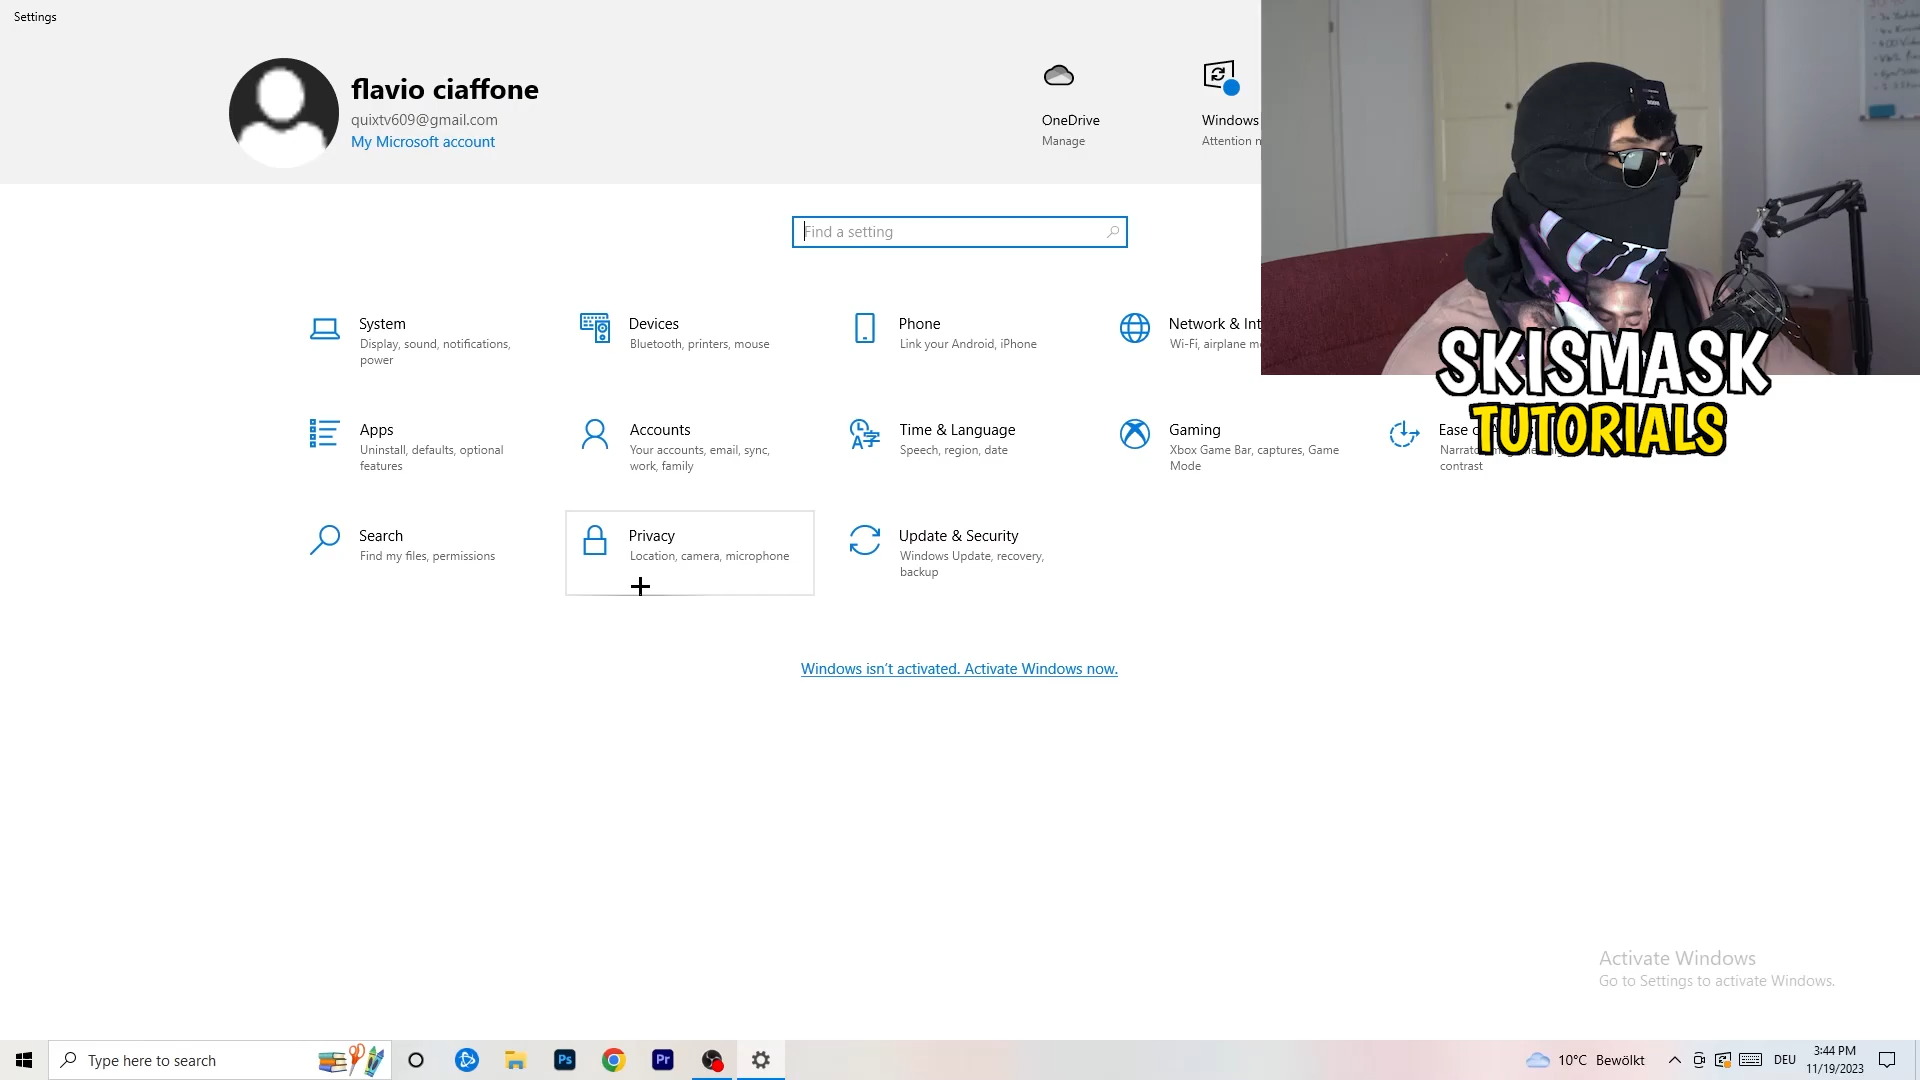 Settings
flavio ciaffone
quixtv609@gmail.com
My Microsoft account
OneDrive
Manage
Windows
Attention
Find a setting
System
Display, sound, notifications,
power
Devices
Bluetooth, printers, mouse
Phone
Link your Android, iPhone
Network &
Wi-Fi, airplane
SKISMASK
TUTORIALS
Apps
Uninstall, defaults, optional
features
Accounts
Your accounts, email, sync,
work, family
Time & Language
Speech, region, date
Gaming
Xbox Game Bar, captures, Game
Mode
Ease
contrast
Search
Find my files, permissions
Privacy
Location, camera, microphone
Update & Security
Windows Update, recovery,
backup
Windows isn't activated. Activate Windows now.
Activate Windows
Go to Settings to activate Windows.
Type here to search
Ps
Pr
10°C Bewölkt
DEU
3:44 PM
11/19/2023